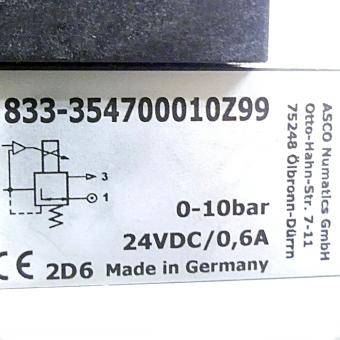 833-354700010Z99
3
1
0-10bar
24VDC/0,6A
CE 2D6 Made in Germany
ASCO Numatics GmbH
Otto-Hahn-Str. 7-11
75248 Ölbronn-Dürrn